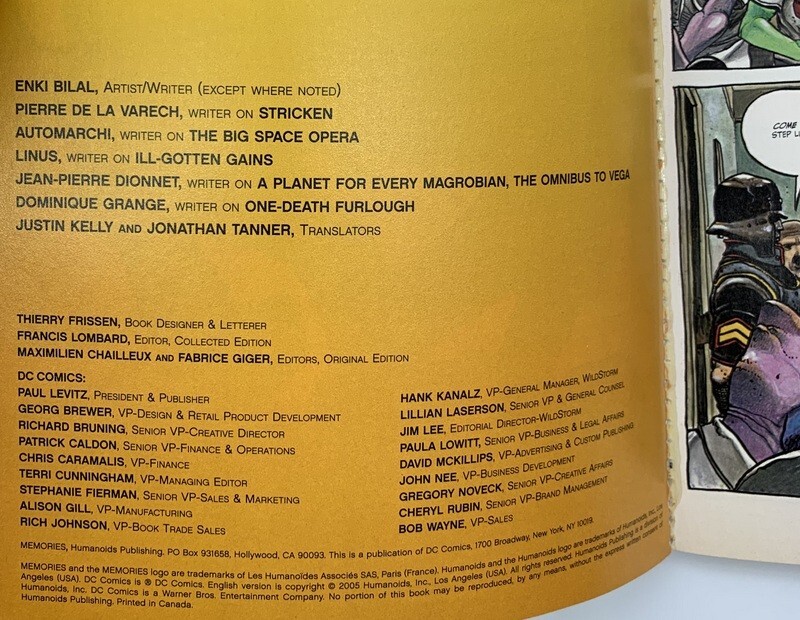 ENKI BILAL, ARTIST/WRITER (EXCEPT WHERE NOTED)
PIERRE DE LA VARECH, WRITER ON STRICKEN
AUTOMARCHI, WRITER ON THE BIG SPACE OPERA
LINUS, WRITER ON ILL-GOTTEN GAINS
JEAN-PIERRE DIONNET, WRITER ON A PLANET FOR EVERY MAGROBIAN, THE OMNIBUS TO VEGA
DOMINIQUE GRANGE, WRITER ON ONE-DEATH FURLOUGH
JUSTIN KELLY AND JONATHAN TANNER, TRANSLATORS
THIERRY FRISSEN, BOOK DESIGNER & LETTERER
FRANCIS LOMBARD, EDITOR, COLLECTED EDITION
MAXIMILIEN CHAILLEUX AND FABRICE GIGER, EDITORS, ORIGINAL EDITION
DC COMICS:
PAUL LEVITZ, PRESIDENT & PUBLISHER
GEORG BREWER, VP-DESIGN & RETAIL PRODUCT DEVELOPMENT
RICHARD BRUNING, SENIOR VP-CREATIVE DIRECTOR
PATRICK CALDON, SENIOR VP-FINANCE & OPERATIONS
CHRIS CARAMALIS, VP-FINANCE
TERRI CUNNINGHAM, VP-MANAGING EDITOR
STEPHANIE FIERMAN, SENIOR VP-SALES & MARKETING
ALISON GILL, VP-MANUFACTURING
RICH JOHNSON, VP-BOOK TRADE SALES
HANK KANALZ, VP-GENERAL MANAGER, WILDSTORM
LILLIAN LASERSON, SENIOR VP & GENERAL COUNSEL
JIM LEE, EDITORIAL DIRECTOR-WILDSTORM
PAULA LOWITT, SENIOR VP-BUSINESS & LEGAL AFFAIRS
DAVID MCKILLIPS, VP-ADVERTISING & CUSTOM PUBLISHING
JOHN NEE, VP-BUSINESS DEVELOPMENT
GREGORY NOVECK, SENIOR VP-CREATIVE AFFAIRS
CHERYL RUBIN, SENIOR VP-BRAND MANAGEMENT
BOB WAYNE, VP-SALES
MEMORIES, Humanoids Publishing. PO Box 931658, Hollywood, CA 90093. This is a publication of DC Comics, 1700 Broadway, New York, NY 10019.
MEMORIES and the MEMORIES logo are trademarks of Les Humanoïdes Associés SAS, Paris (France). Humanoids and the Humanoids logo are trademarks of Humanoids, Inc., Los
Angeles (USA). DC Comics is ® DC Comics. English version is copyright © 2005 Humanoids, Inc., Los Angeles (USA). All rights reserved. Humanoids Publishing is a division of
Humanoids, Inc. DC Comics is a Warner Bros. Entertainment Company. No portion of this book may be reproduced, by any means, without the express written consent of
Humanoids Publishing. Printed in Canada.
COME
STEP